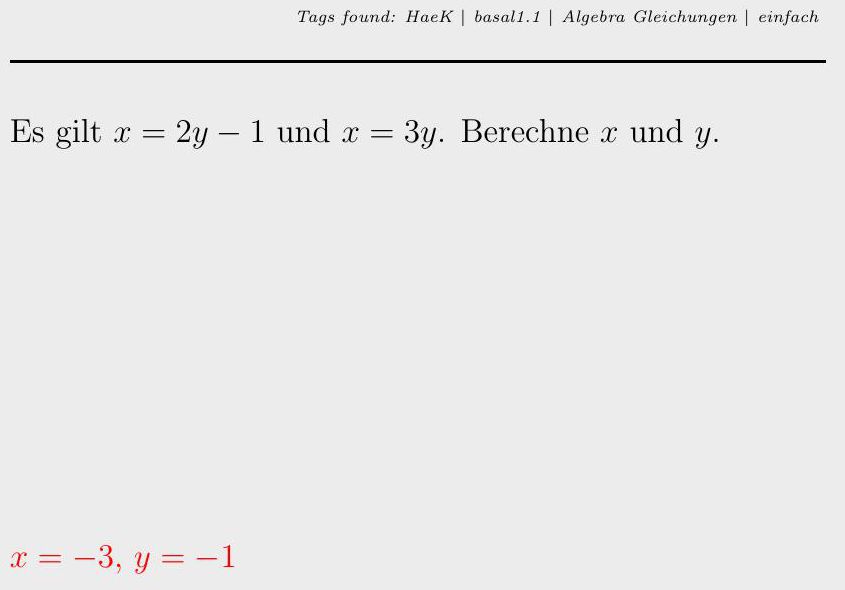 Tags found: HaeK | basal1.1 | Algebra Gleichungen | einfach
Es gilt x = 2y − 1 und x = 3y. Berechne x und y.
x = −3, y = −1